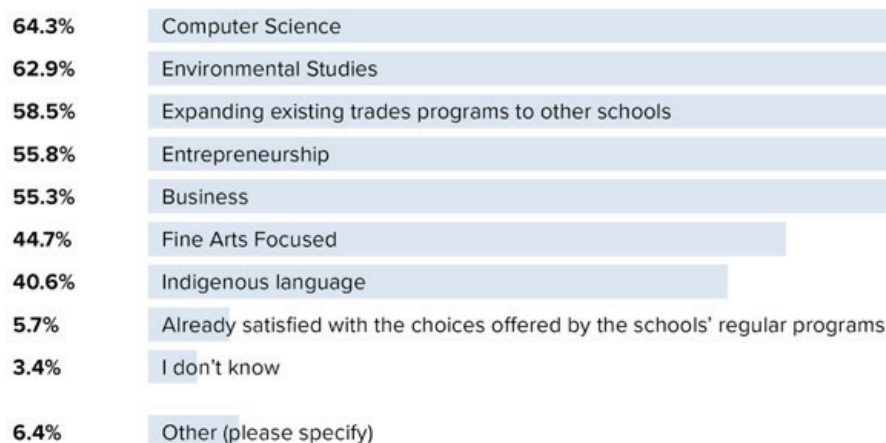 64.3% Computer Science
62.9% Environmental Studies
58.5% Expanding existing trades programs to other schools
55.8% Entrepreneurship
55.3% Business
44.7% Fine Arts Focused
40.6% Indigenous language
5.7% Already satisfied with the choices offered by the schools’ regular programs
3.4% I don’t know
6.4% Other (please specify)